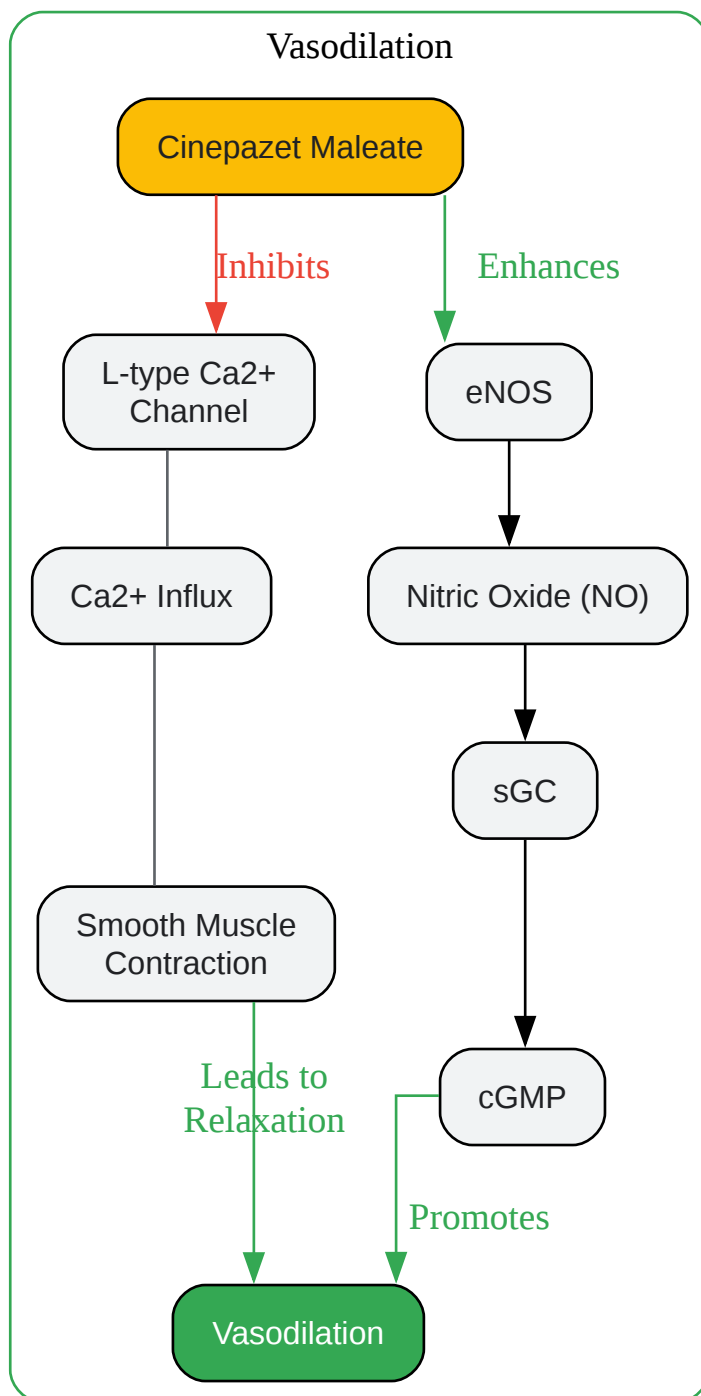 Vasodilation
Cinepazet Maleate
Inhibits
Enhances
L-type Ca2+
Channel
eNOS
Ca2+ Influx
Nitric Oxide (NO)
sGC
Smooth Muscle
Contraction
Leads to
Relaxation
cGMP
Promotes
Vasodilation